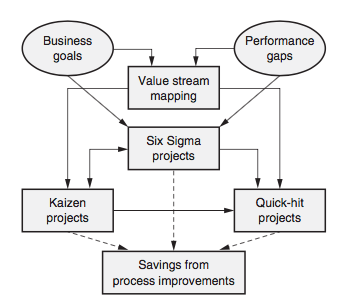 Business
goals
Performance
gaps
Value stream
mapping
Six Sigma
projects
Kaizen
projects
Quick-hit
projects
Savings from
process improvements